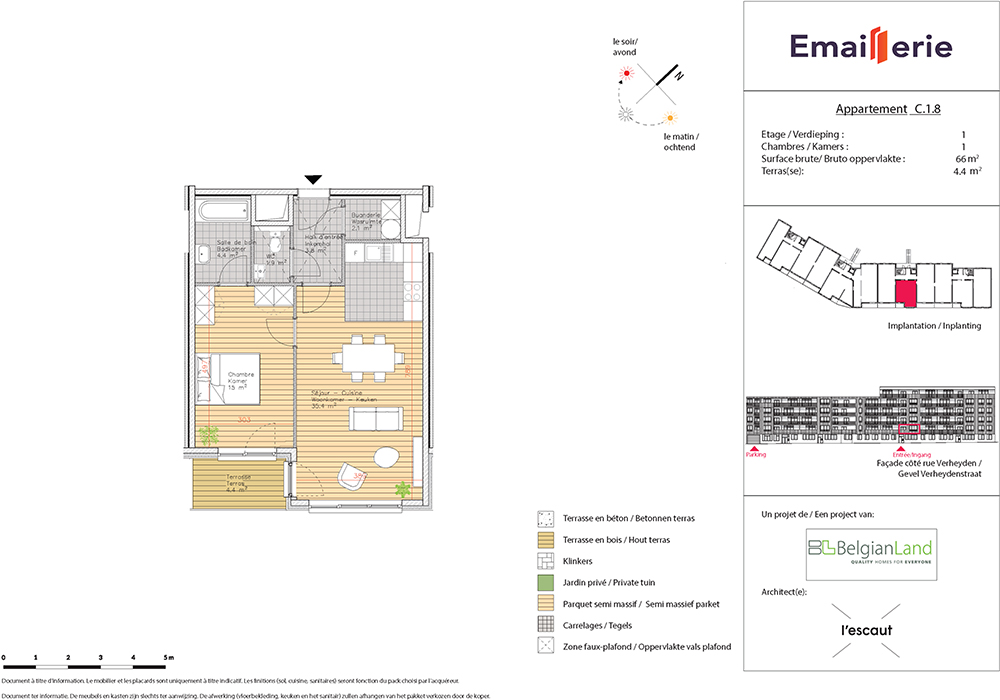 le soir/
avond
N
le matin /
ochtend
Emaillerie
Appartement C.1.8
Etage / Verdieping : 1
Chambres / Kamers : 1
Surface brute/ Bruto oppervlakte : 66 m²
Terras(se): 4.4 m²
Buanderie
Wasruimte
2,1 m²
Salle de bain
Badkamer
4,4 m²
WC
1,9 m²
Hall d'entrée
Inkomhal
3,8 m²
F
Chambre
Kamer
15 m²
303
Séjour - Cuisine
Woonkamer - Keuken
35,4 m²
Terrasse
Terras
4,4 m²
Implantation / Inplanting
Parking
Entrée/Ingang
Façade côté rue Verheyden /
Gevel Verheydenstraat
Terrasse en béton / Betonnen terras
Terrasse en bois / Hout terras
Klinkers
Jardin privé / Private tuin
Parquet semi massif / Semi massief parket
Carrelages / Tegels
Zone faux-plafond / Oppervlakte vals plafond
Un projet de / Een project van:
BelgianLand
QUALITY HOMES FOR EVERYONE
Architect(e):
l'escaut
0 1 2 3 4 5 m
Document à titre d'information. Le mobilier et les placards sont uniquement à titre indicatif. Les finitions (sol, cuisine, sanitaires) seront fonction du pack choisi par l'acquéreur.
Document ter informatie. De meubels en kasten zijn slechts ter aanwijzing. De afwerking (vloerbekleding, keuken en het sanitair) zullen afhangen van het pakket verkozen door de koper.